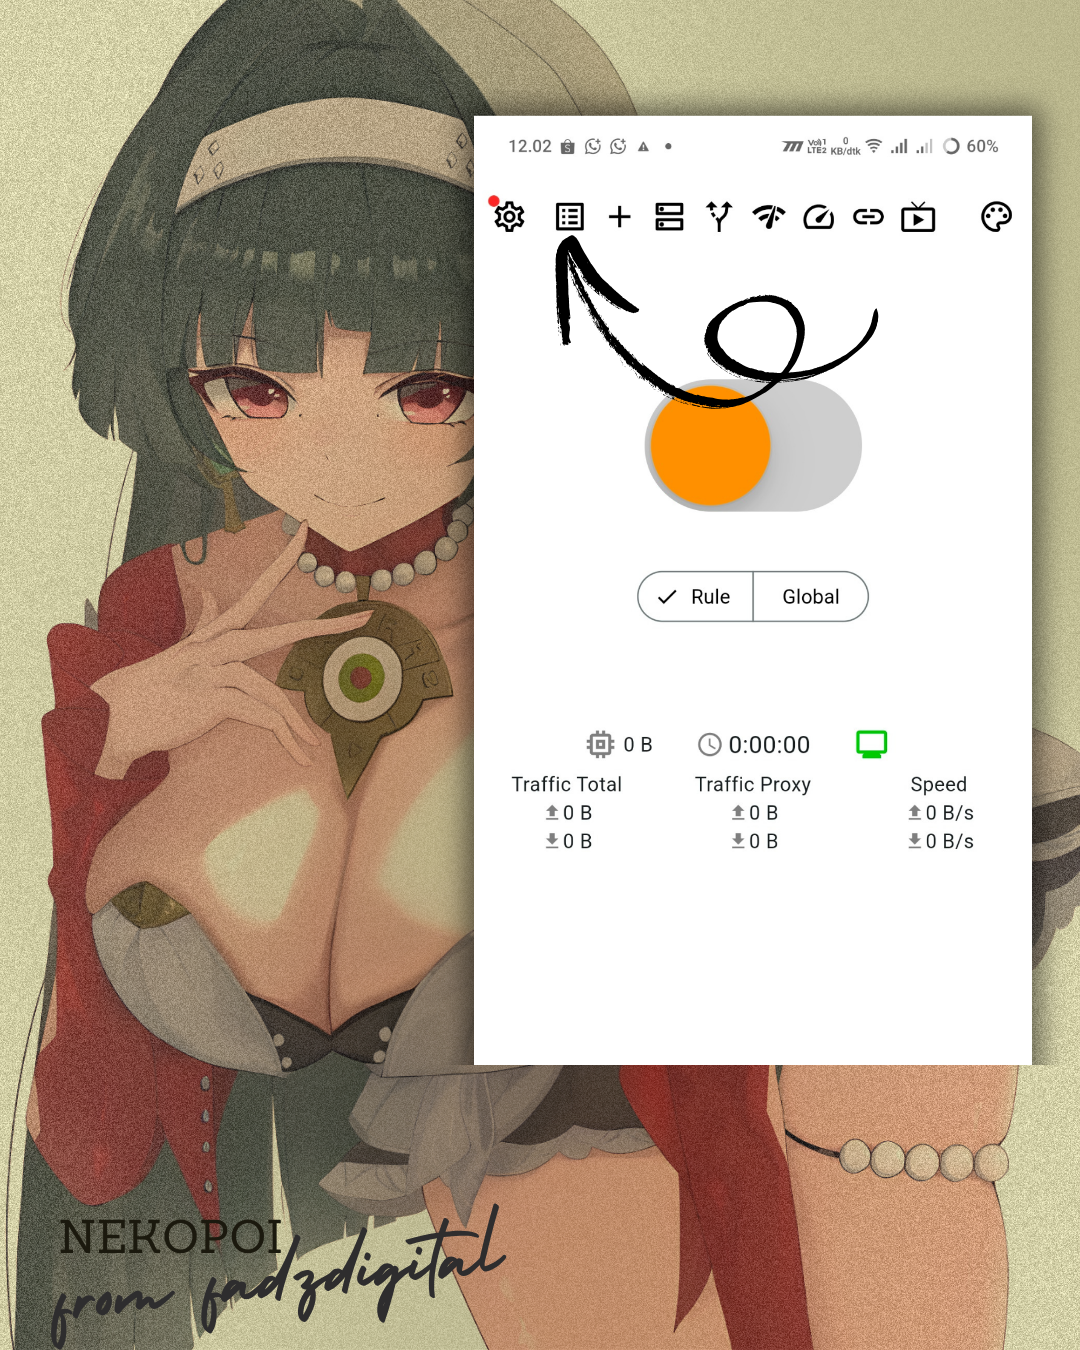 12.02
Vo)) 1
LTE2
0
KB/dtk
60%
Rule
Global
0 B
0:00:00
Traffic Total
Traffic Proxy
Speed
0 B
0 B
0 B/s
0 B
0 B
0 B/s
NEKOPOI
from fadzdigital